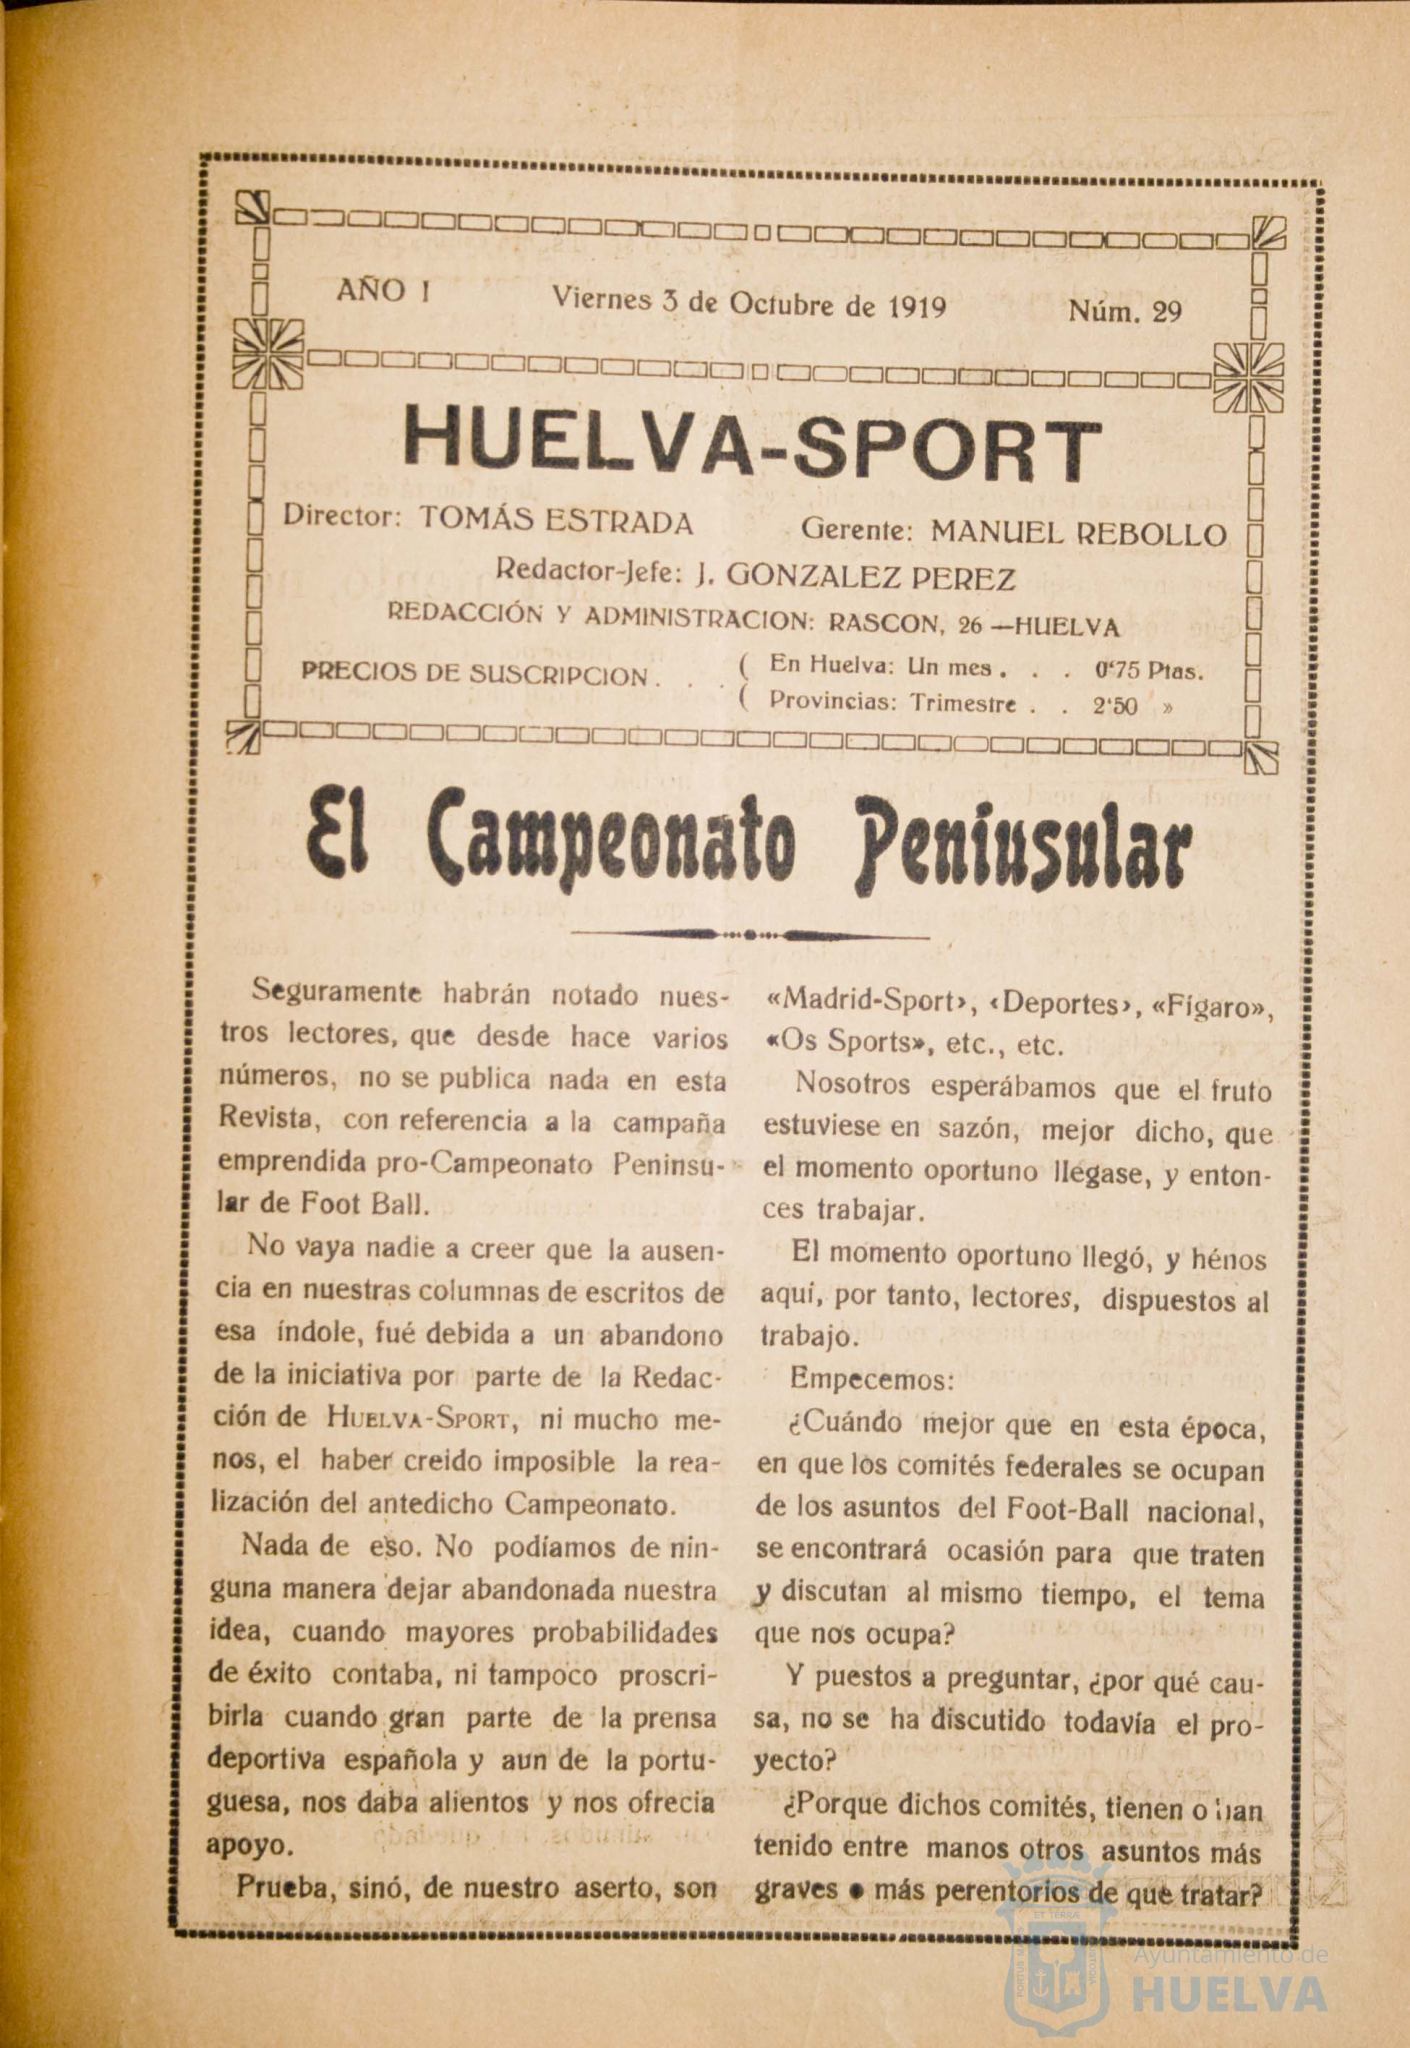 AÑO I Viernes 3 de Octubre de 1919 Núm. 29
HUELVA-SPORT
Director: TOMÁS ESTRADA Gerente: MANUEL REBOLLO
Redactor-Jefe: J. GONZALEZ PEREZ
REDACCIÓN Y ADMINISTRACION: RASCON, 26 —HUELVA
PRECIOS DE SUSCRIPCION . . . ( En Huelva: Un mes . . . 0'75 Ptas.
( Provincias: Trimestre . . 2'50 »
El Campeonato Peniusular
Seguramente habrán notado nues-
tros lectores, que desde hace varios
números, no se publica nada en esta
Revista, con referencia a la campaña
emprendida pro-Campeonato Peninsu-
lar de Foot Ball.
No vaya nadie a creer que la ausen-
cia en nuestras columnas de escritos de
esa índole, fué debida a un abandono
de la iniciativa por parte de la Redac-
ción de HUELVA-SPORT, ni mucho me-
nos, el haber creido imposible la rea-
lización del antedicho Campeonato.
Nada de eso. No podíamos de nin-
guna manera dejar abandonada nuestra
idea, cuando mayores probabilidades
de éxito contaba, ni tampoco proscri-
birla cuando gran parte de la prensa
deportiva española y aun de la portu-
guesa, nos daba alientos y nos ofrecia
apoyo.
Prueba, sinó, de nuestro aserto, son
«Madrid-Sport›, ‹Deportes›, «Fígaro»,
«Os Sports», etc., etc.
Nosotros esperábamos que el fruto
estuviese en sazón, mejor dicho, que
el momento oportuno llegase, y enton-
ces trabajar.
El momento oportuno llegó, y hénos
aquí, por tanto, lectores, dispuestos al
trabajo.
Empecemos:
¿Cuándo mejor que en esta época,
en que los comités federales se ocupan
de los asuntos del Foot-Ball nacional,
se encontrará ocasión para que traten
y discutan al mismo tiempo, el tema
que nos ocupa?
Y puestos a preguntar, ¿por qué cau-
sa, no se ha discutido todavía el pro-
yecto?
¿Porque dichos comités, tienen o han
tenido entre manos otros asuntos más
graves o más perentorios de que tratar?
Ayuntamiento de
HUELVA